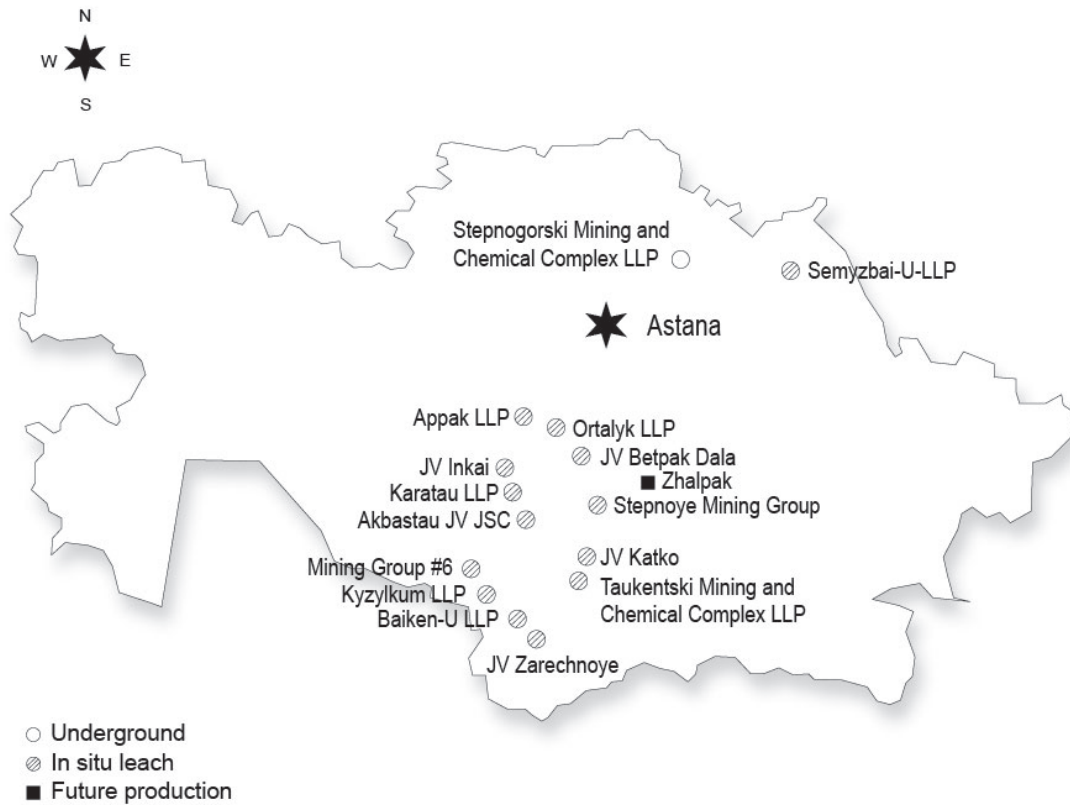 N
W E
S
Stepnogorski Mining and
Chemical Complex LLP
Semyzbai-U-LLP
Astana
Appak LLP
Ortalyk LLP
JV Betpak Dala
JV Inkai
Zhalpak
Karatau LLP
Stepnoye Mining Group
Akbastau JV JSC
JV Katko
Mining Group #6
Taukentski Mining and
Chemical Complex LLP
Kyzylkum LLP
Baiken-U LLP
JV Zarechnoye
Underground
In situ leach
Future production